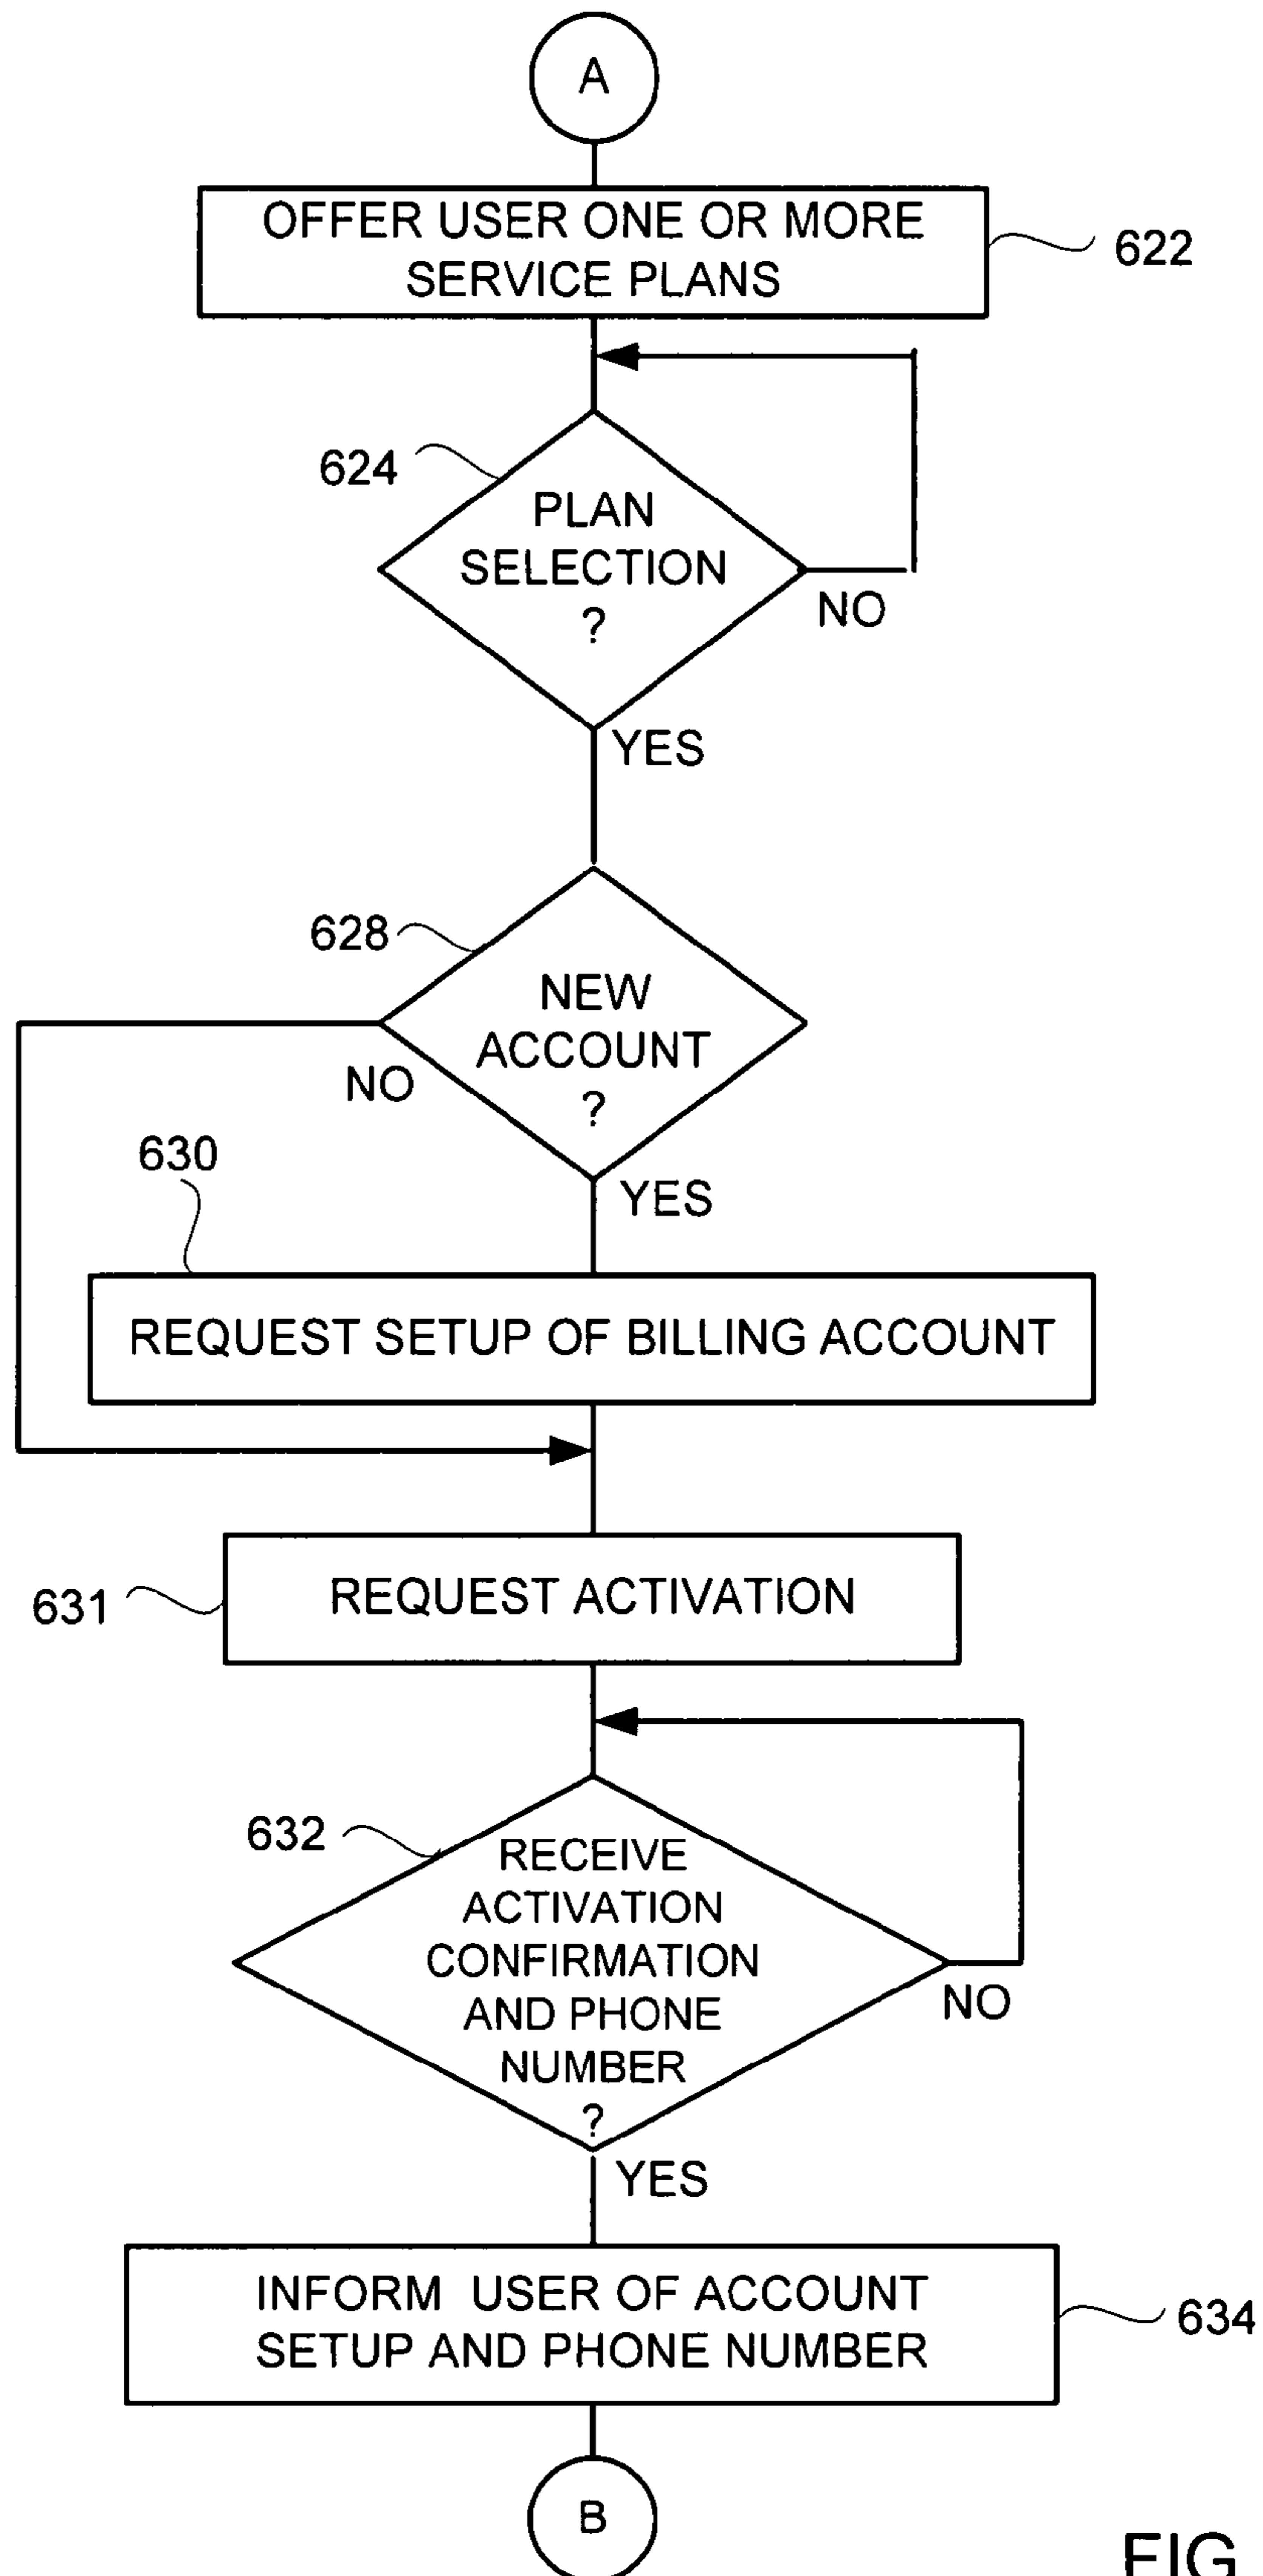 A
OFFER USER ONE OR MORE
SERVICE PLANS
622
624
PLAN
SELECTION
?
NO
YES
628
NEW
ACCOUNT
?
NO
YES
630
REQUEST SETUP OF BILLING ACCOUNT
REQUEST ACTIVATION
631
632
RECEIVE
ACTIVATION
CONFIRMATION
AND PHONE
NUMBER
?
NO
YES
INFORM USER OF ACCOUNT
SETUP AND PHONE NUMBER
634
B
FIG